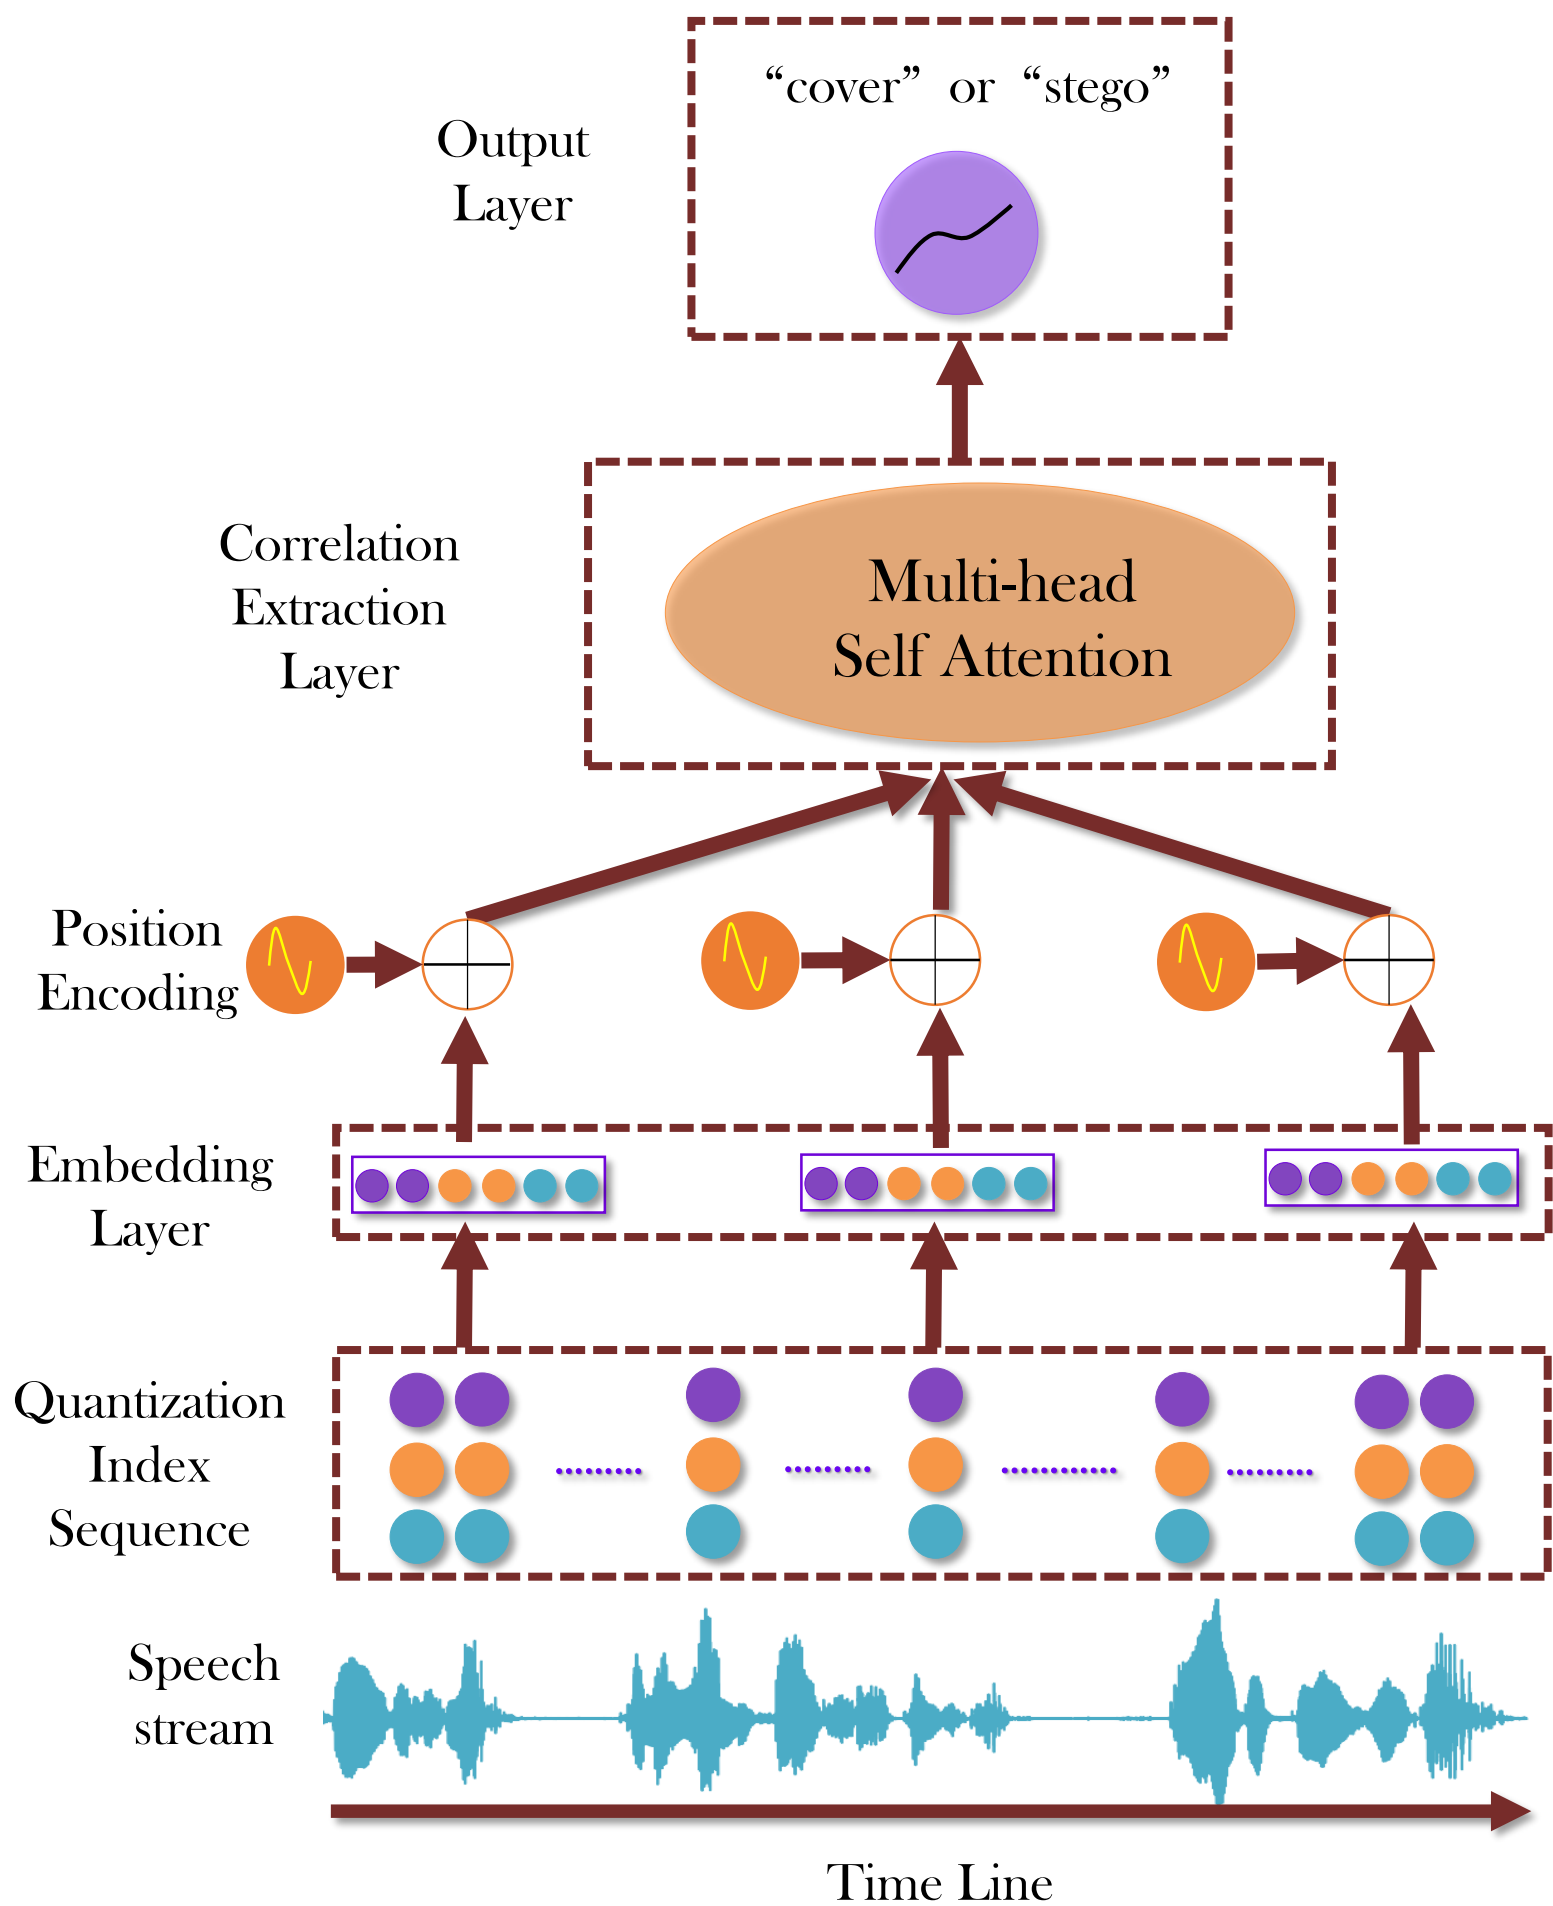 “cover” or “stego”
Output
Layer
Correlation
Extraction
Layer
Multi-head
Self Attention
Position
Encoding
Embedding
Layer
Quantization
Index
Sequence
Speech
stream
Time Line